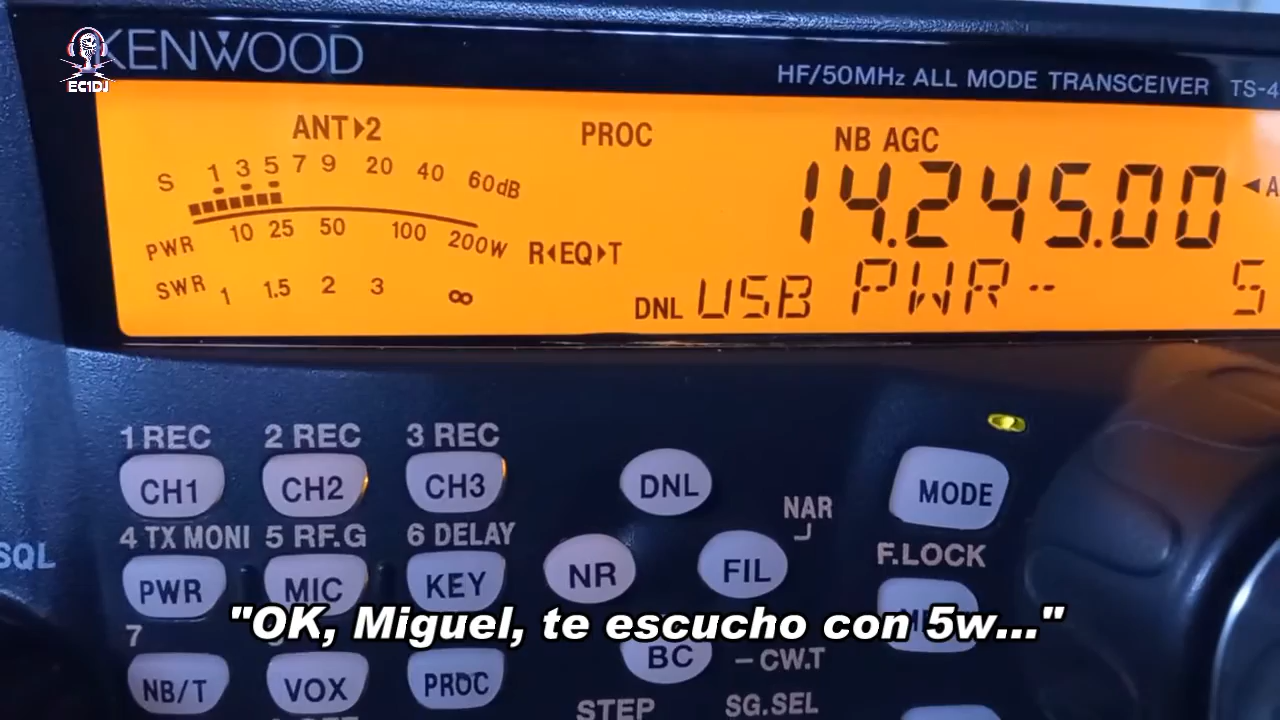 KENWOOD
EC1DJ
HF/50MHz ALL MODE TRANSCEIVER TS-4
ANT▶2 PROC NB AGC
S 1 3 5 7 9 20 40 60dB
14.245.00 ◀A
PWR 10 25 50 100 200W R◀EQ▶T
SWR 1 1.5 2 3 ∞
DNL USB PWR-- 5
1 REC 2 REC 3 REC
CH1 CH2 CH3 DNL MODE
NAR
4 TX MONI 5 RF.G 6 DELAY
SQL F.LOCK
PWR MIC KEY NR FIL
"OK, Miguel, te escucho con 5w..."
7
BC -CW.T
NB/T VOX PROC
STEP SG.SEL